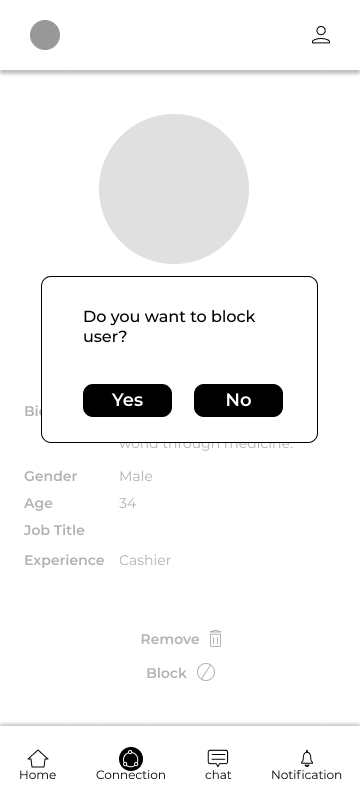 Do you want to block
user?
Yes No
world through medicine.
Gender Male
Age 34
Job Title
Experience Cashier
Remove
Block
Home Connection chat Notification